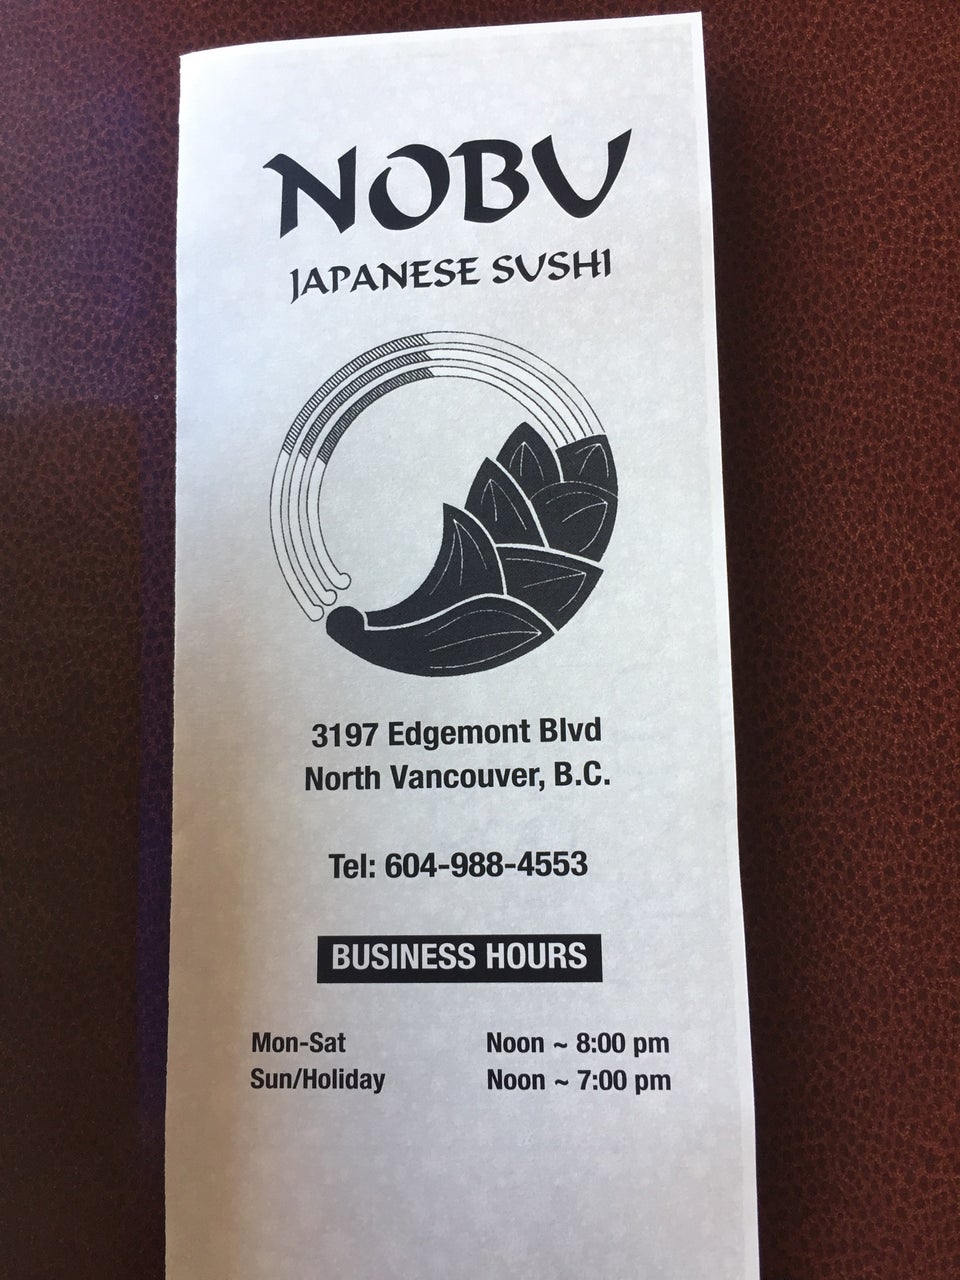 NOBU
JAPANESE SUSHI
3197 Edgemont Blvd
North Vancouver, B.C.
Tel: 604-988-4553
BUSINESS HOURS
Mon-Sat Noon ~ 8:00 pm
Sun/Holiday Noon ~ 7:00 pm